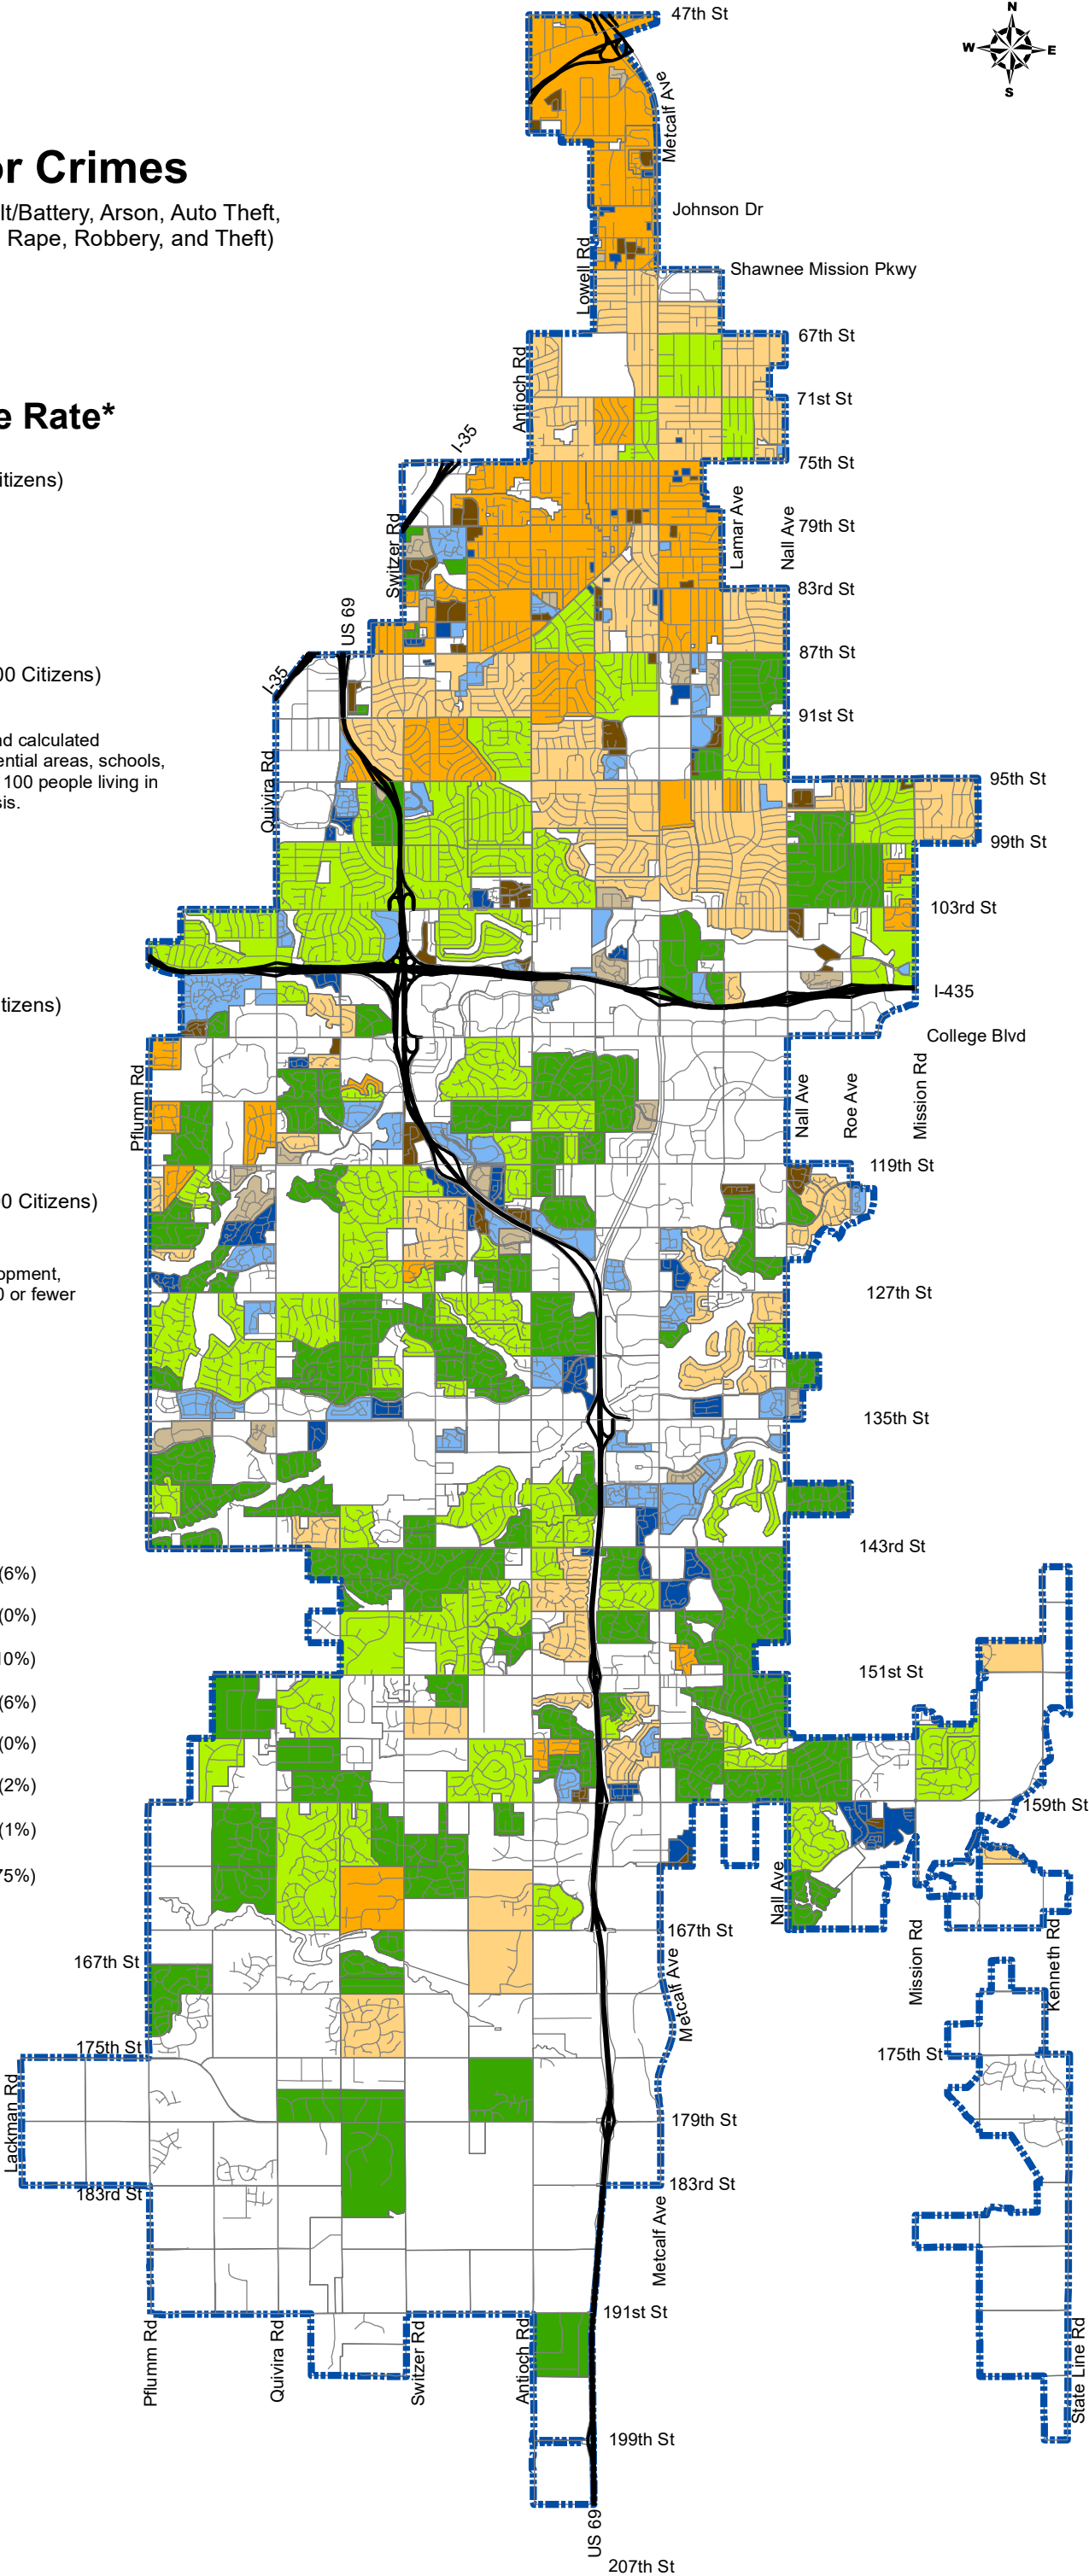 47th St
N
W
E
S
Metcalf Ave
or Crimes
lt/Battery, Arson, Auto Theft,
Rape, Robbery, and Theft)
Johnson Dr
Lowell Rd
Shawnee Mission Pkwy
67th St
Antioch Rd
71st St
e Rate*
I-35
75th St
itizens)
Switzer Rd
Lamar Ave
Nall Ave
79th St
83rd St
US 69
87th St
00 Citizens)
I-35
91st St
nd calculated
ential areas, schools,
100 people living in
sis.
Quivira Rd
95th St
99th St
103rd St
I-435
tizens)
College Blvd
Pflumm Rd
Nall Ave
Roe Ave
Mission Rd
119th St
00 Citizens)
opment,
0 or fewer
127th St
135th St
143rd St
(6%)
(0%)
10%)
151st St
(6%)
(0%)
(2%)
159th St
(1%)
75%)
Nall Ave
167th St
Mission Rd
Kenneth Rd
167th St
Metcalf Ave
175th St
175th St
Lackman Rd
179th St
183rd St
183rd St
Metcalf Ave
191st St
Pflumm Rd
Quivira Rd
Switzer Rd
Antioch Rd
State Line Rd
199th St
US 69
207th St